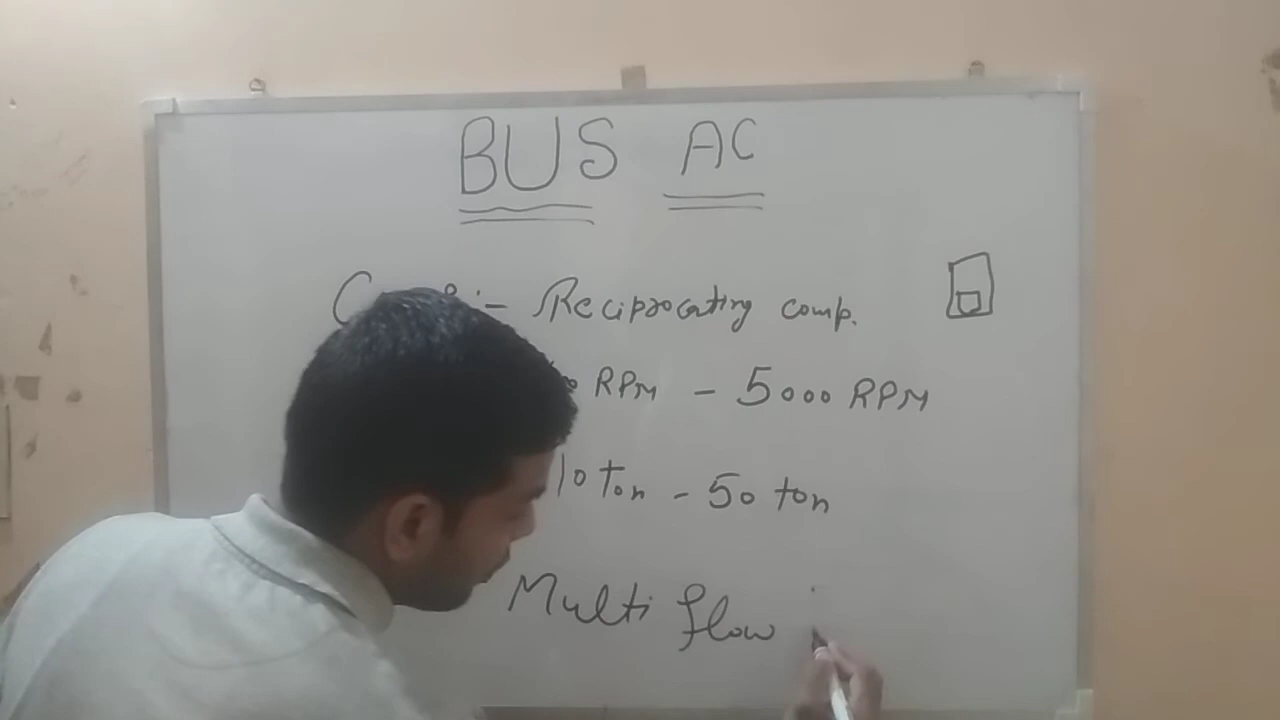 BUS AC
:- Reciprocating comp.
RPM - 5000 RPM
10 Ton - 50 ton
Multi flow